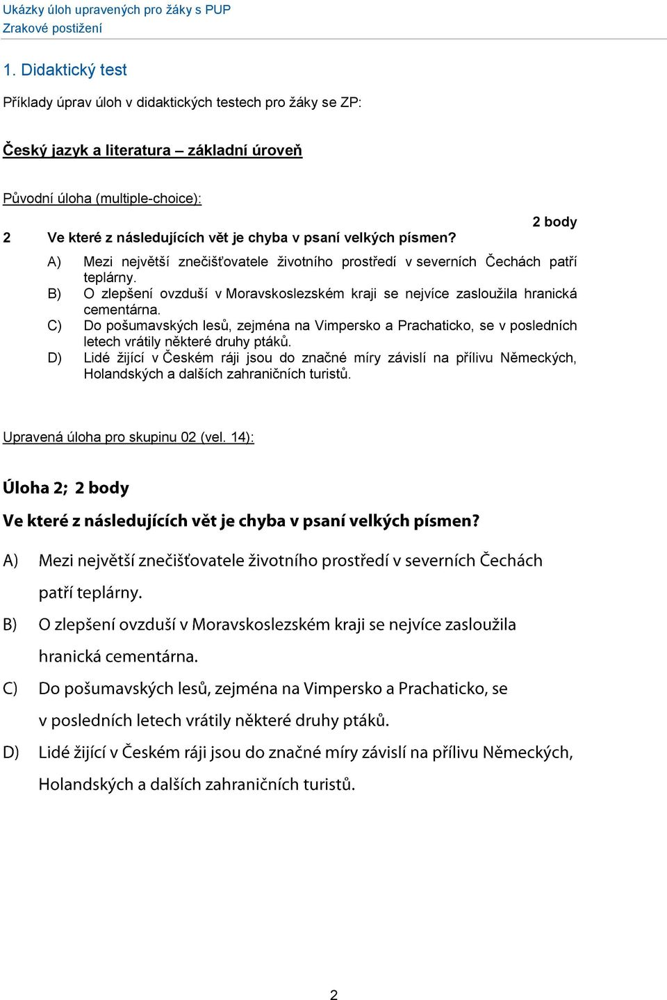 Ukázky úloh upravených pro žáky s PUP
Zrakové postižení
1. Didaktický test
Příklady úprav úloh v didaktických testech pro žáky se ZP:
Český jazyk a literatura – základní úroveň
Původní úloha (multiple-choice):
2 body
2 Ve které z následujících vět je chyba v psaní velkých písmen?
A) Mezi největší znečišťovatele životního prostředí v severních Čechách patří
teplárny.
B) O zlepšení ovzduší v Moravskoslezském kraji se nejvíce zasloužila hranická
cementárna.
C) Do pošumavských lesů, zejména na Vimpersko a Prachaticko, se v posledních
letech vrátily některé druhy ptáků.
D) Lidé žijící v Českém ráji jsou do značné míry závislí na přílivu Německých,
Holandských a dalších zahraničních turistů.
Upravená úloha pro skupinu 02 (vel. 14):
Úloha 2; 2 body
Ve které z následujících vět je chyba v psaní velkých písmen?
A) Mezi největší znečišťovatele životního prostředí v severních Čechách
patří teplárny.
B) O zlepšení ovzduší v Moravskoslezském kraji se nejvíce zasloužila
hranická cementárna.
C) Do pošumavských lesů, zejména na Vimpersko a Prachaticko, se
v posledních letech vrátily některé druhy ptáků.
D) Lidé žijící v Českém ráji jsou do značné míry závislí na přílivu Německých,
Holandských a dalších zahraničních turistů.
2